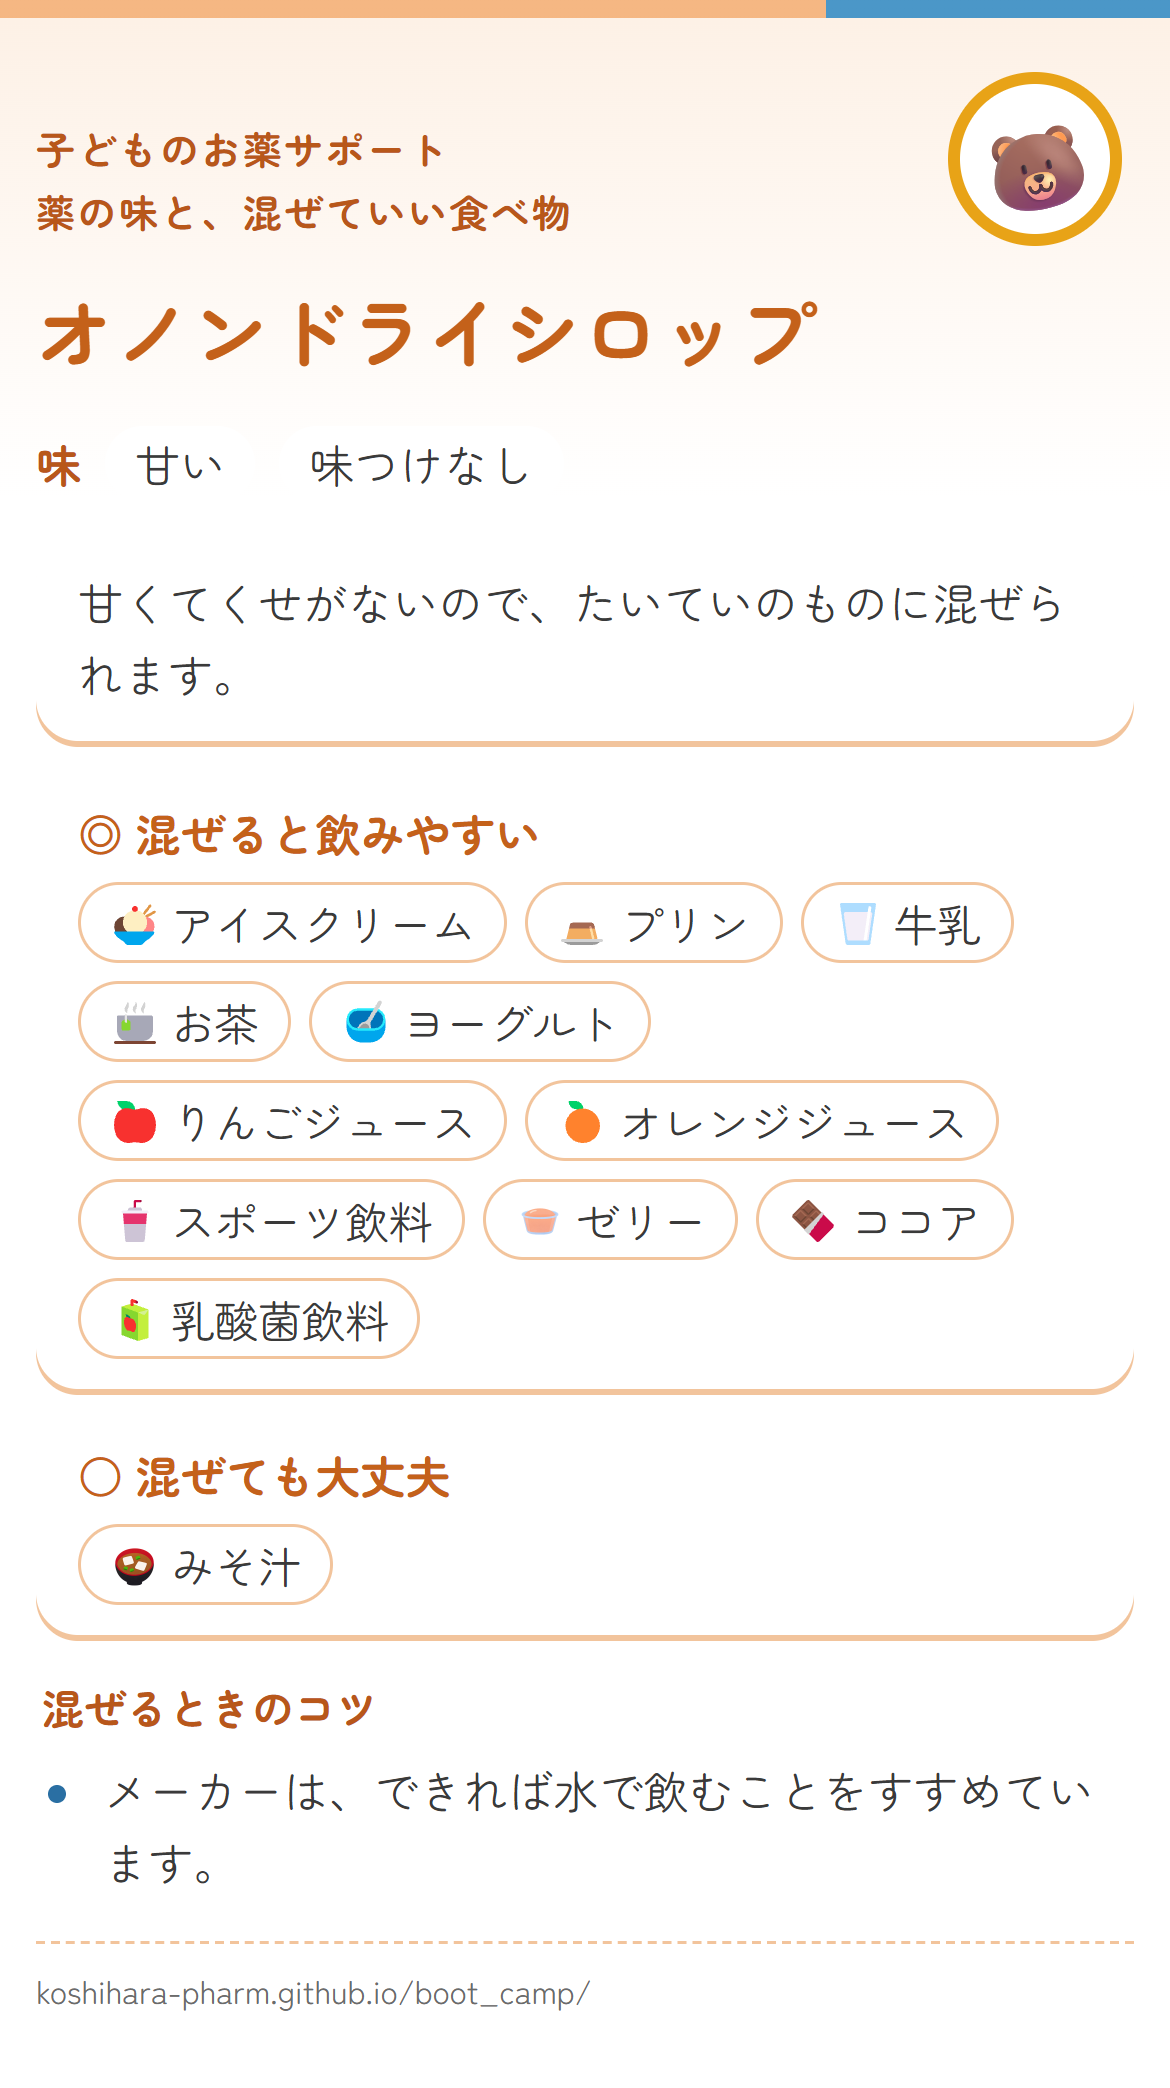 子どものお薬サポート
薬の味と、混ぜていい食べ物
オノンドライシロップ
味 甘い 味つけなし
甘くてくせがないので、たいていのものに混ぜら
れます。
◎ 混ぜると飲みやすい
アイスクリーム プリン 牛乳
お茶 ヨーグルト
りんごジュース オレンジジュース
スポーツ飲料 ゼリー ココア
乳酸菌飲料
○ 混ぜても大丈夫
みそ汁
混ぜるときのコツ
メーカーは、できれば水で飲むことをすすめてい
ます。
koshihara-pharm.github.io/boot_camp/